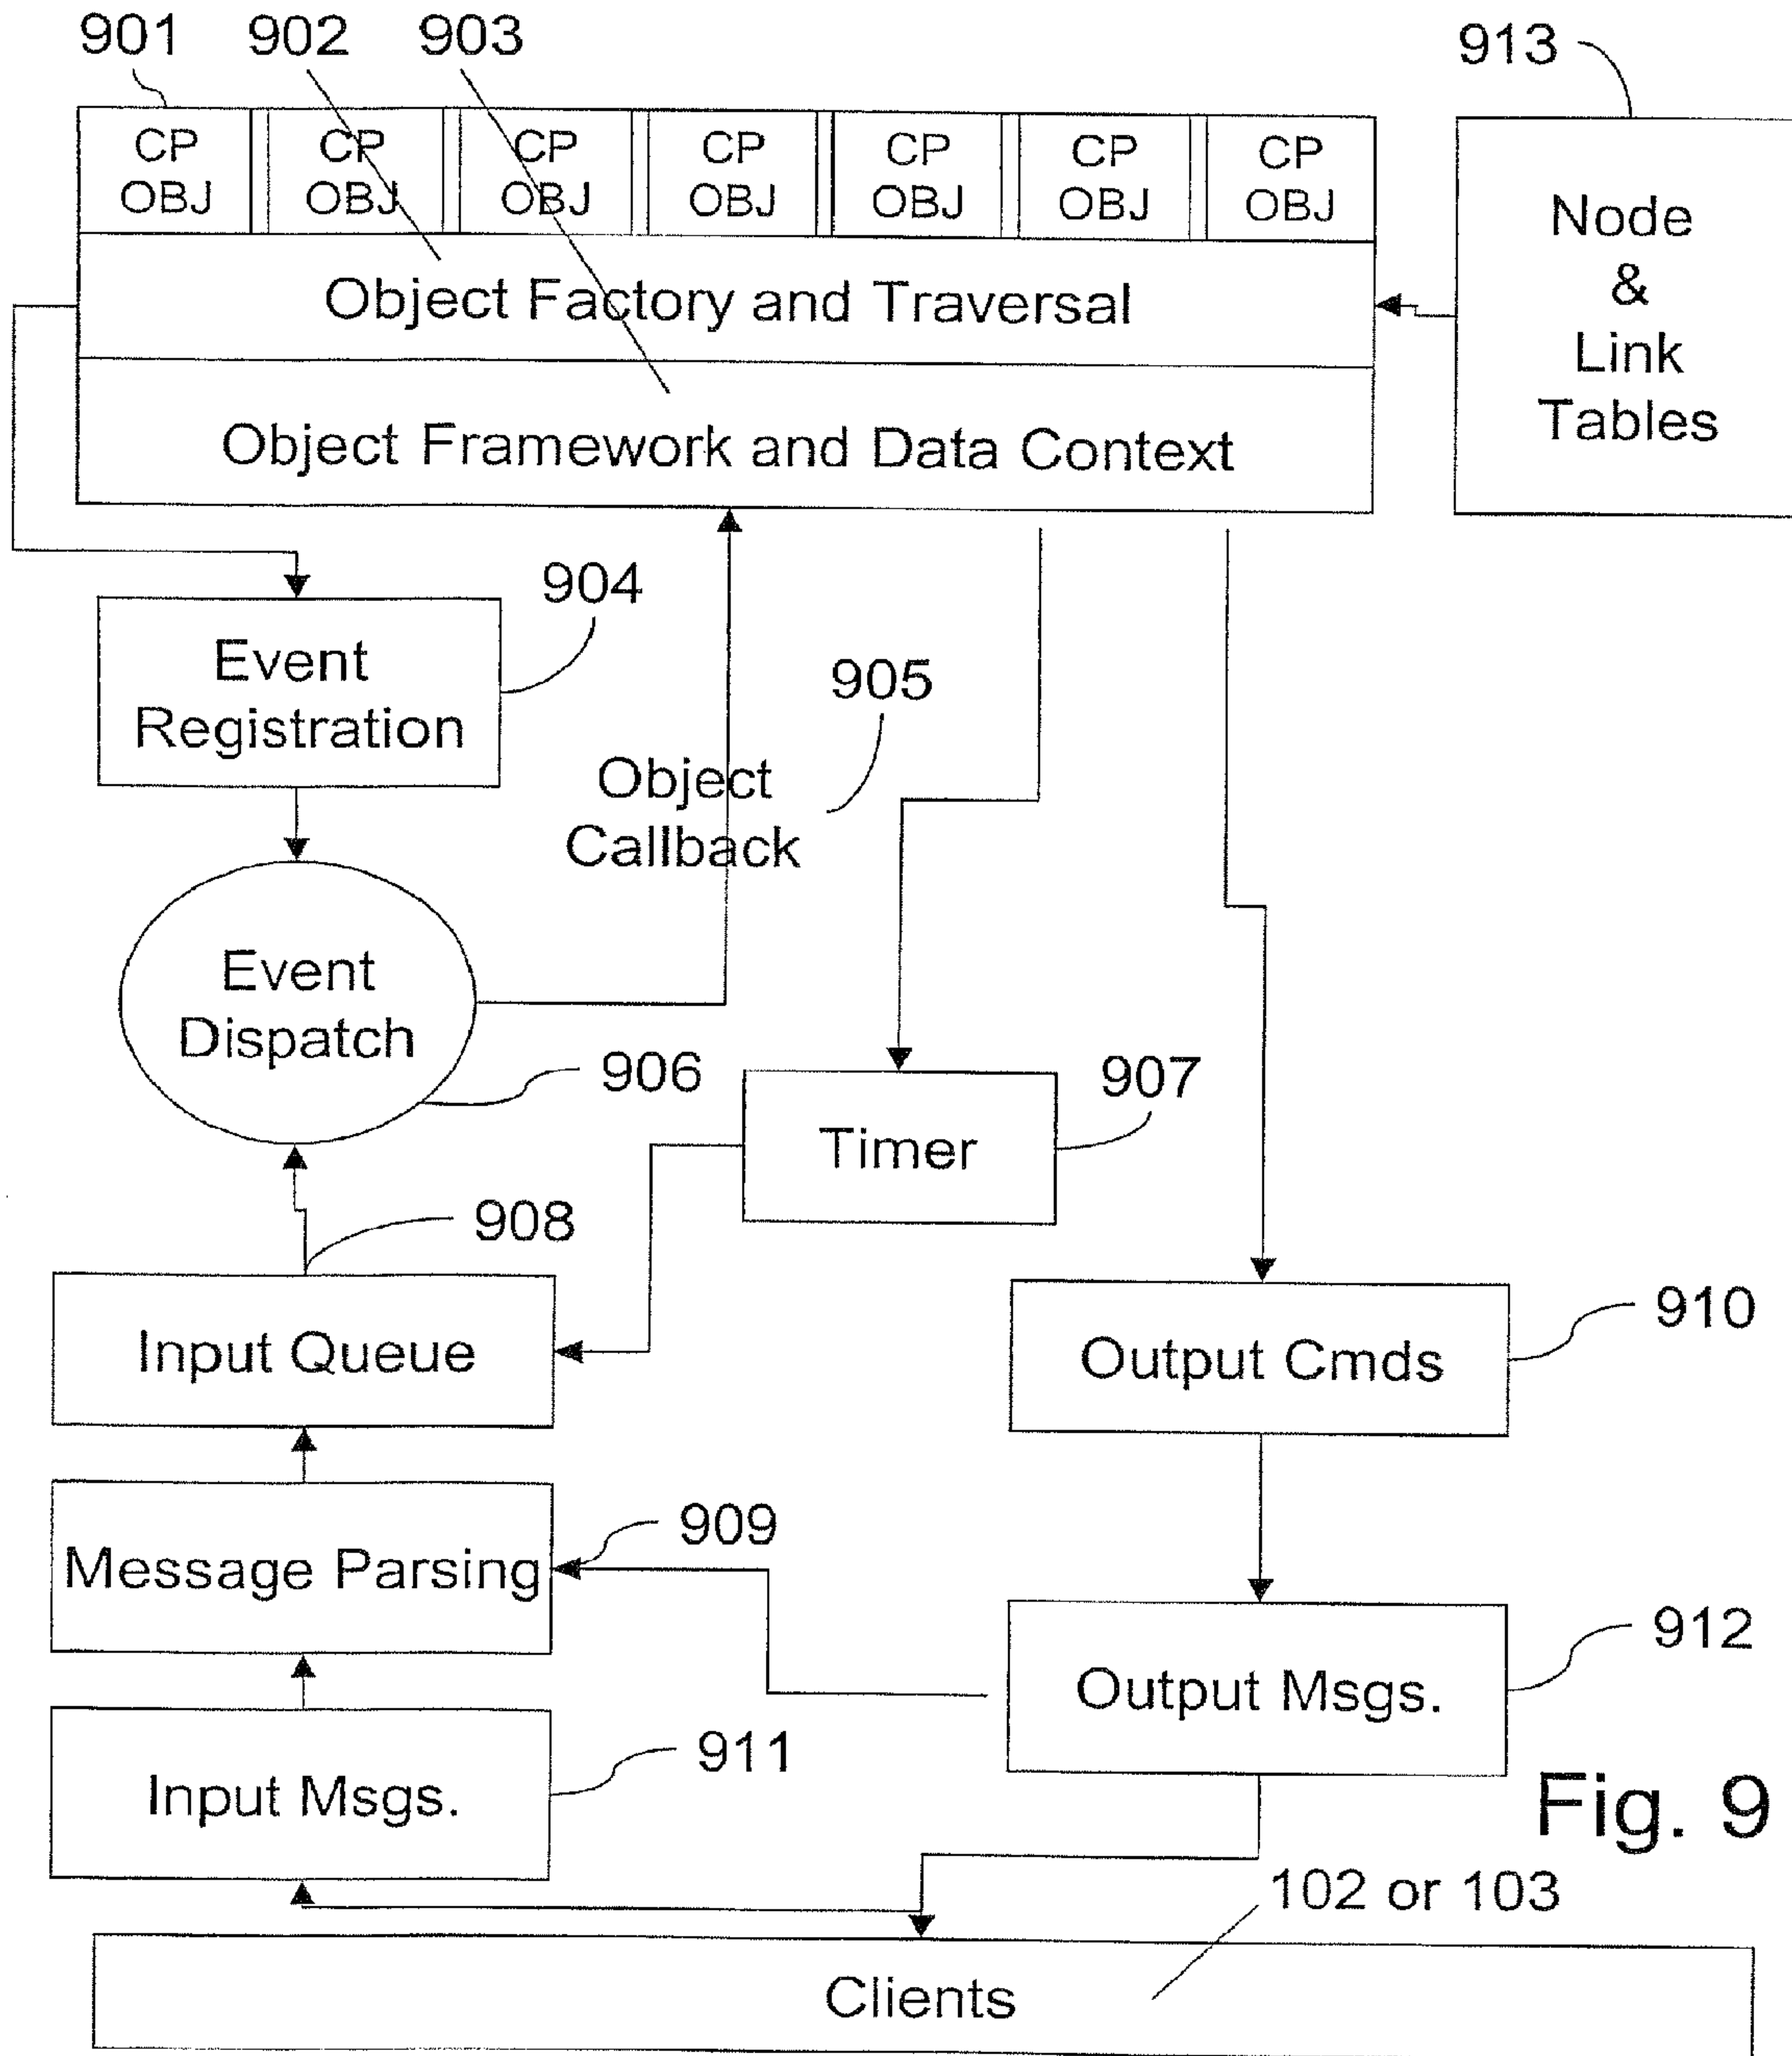 901 902 903 913
CP CP CP CP CP CP CP
OBJ OBJ OBJ OBJ OBJ OBJ OBJ
Node
&
Link
Tables
Object Factory and Traversal
Object Framework and Data Context
904
Event
Registration
905
Object
Callback
Event
Dispatch
906
907
Timer
908
Input Queue
910
Output Cmds
909
Message Parsing
912
Output Msgs.
911
Input Msgs.
Fig. 9
102 or 103
Clients